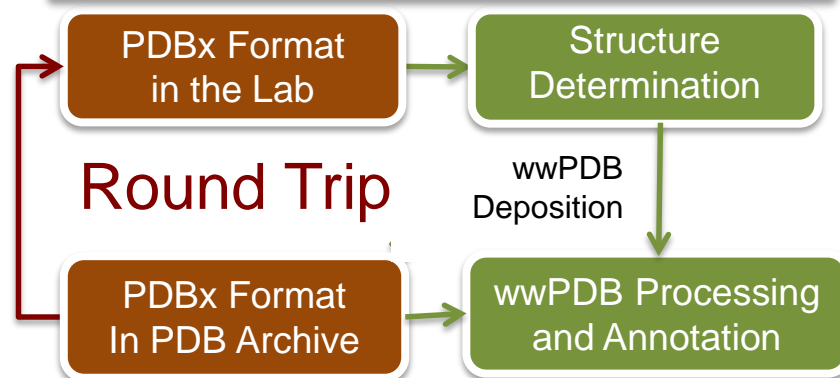 PDBx Format
in the Lab
Structure
Determination
Round Trip
wwPDB
Deposition
PDBx Format
In PDB Archive
wwPDB Processing
and Annotation